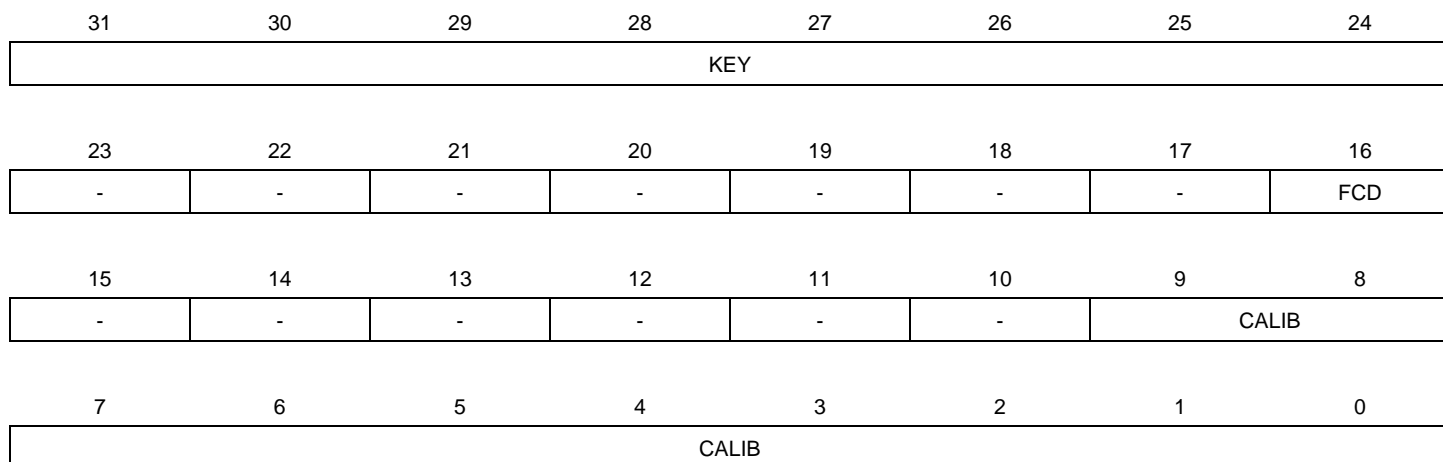 31 30 29 28 27 26 25 24
KEY
23 22 21 20 19 18 17 16
- - - - - - - FCD
15 14 13 12 11 10 9 8
- - - - - - CALIB
7 6 5 4 3 2 1 0
CALIB